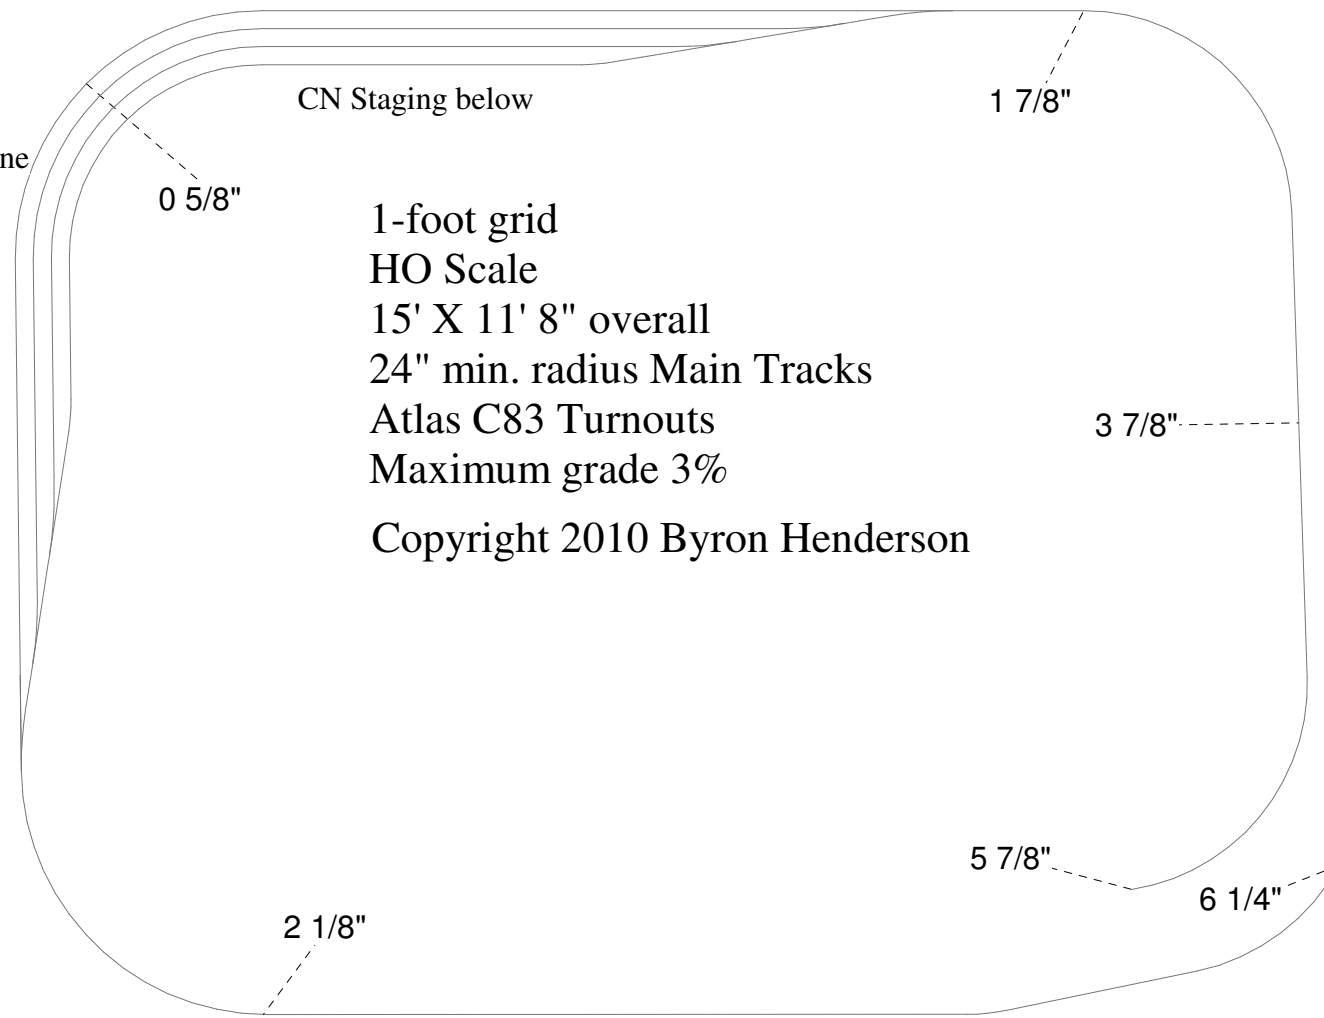 CN Staging below
1 7/8"
ne
0 5/8"
1-foot grid
HO Scale
15' X 11' 8" overall
24" min. radius Main Tracks
Atlas C83 Turnouts
3 7/8"
Maximum grade 3%
Copyright 2010 Byron Henderson
5 7/8"
6 1/4"
2 1/8"